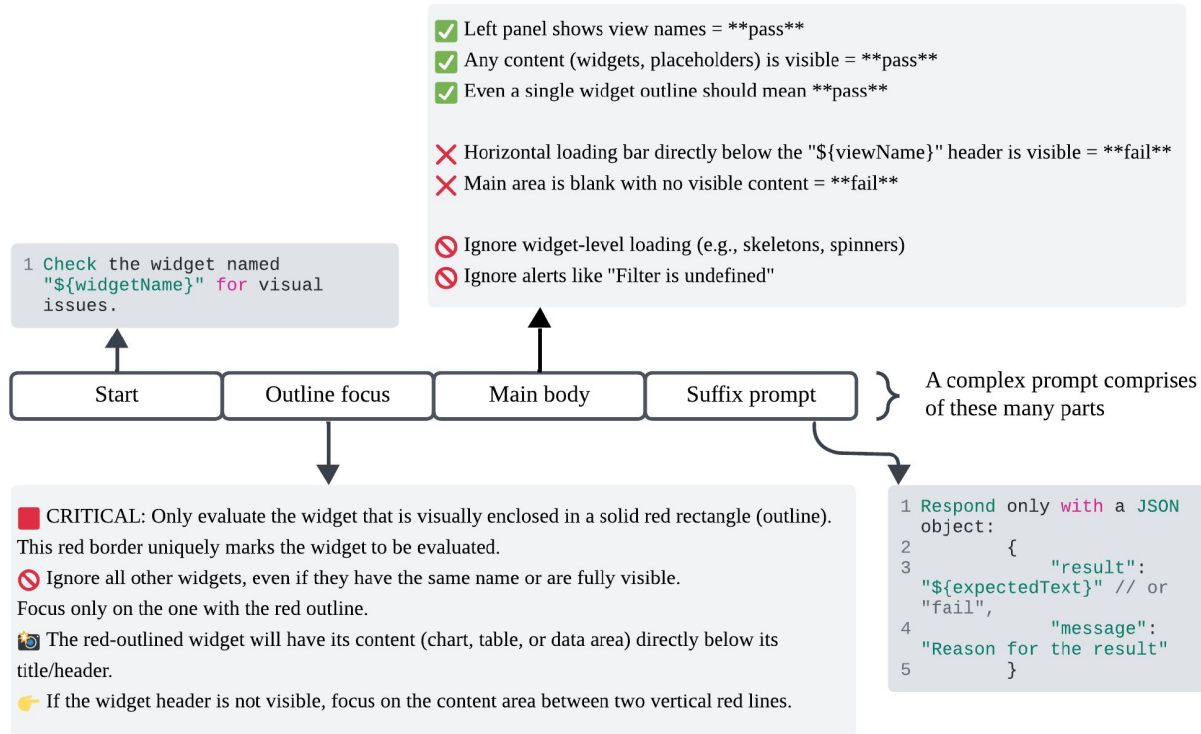 ✅ Left panel shows view names = **pass**
✅ Any content (widgets, placeholders) is visible = **pass**
✅ Even a single widget outline should mean **pass**
❌ Horizontal loading bar directly below the "${viewName}" header is visible = **fail**
❌ Main area is blank with no visible content = **fail**
🚫 Ignore widget-level loading (e.g., skeletons, spinners)
🚫 Ignore alerts like "Filter is undefined"
1 Check the widget named
"${widgetName}" for visual
issues.
Start
Outline focus
Main body
Suffix prompt
A complex prompt comprises
of these many parts
🟥 CRITICAL: Only evaluate the widget that is visually enclosed in a solid red rectangle (outline).
This red border uniquely marks the widget to be evaluated.
🚫 Ignore all other widgets, even if they have the same name or are fully visible.
Focus only on the one with the red outline.
📸 The red-outlined widget will have its content (chart, table, or data area) directly below its
title/header.
👉 If the widget header is not visible, focus on the content area between two vertical red lines.
1 Respond only with a JSON
object:
2 {
3 "result":
"${expectedText}" // or
"fail",
4 "message":
"Reason for the result"
5 }